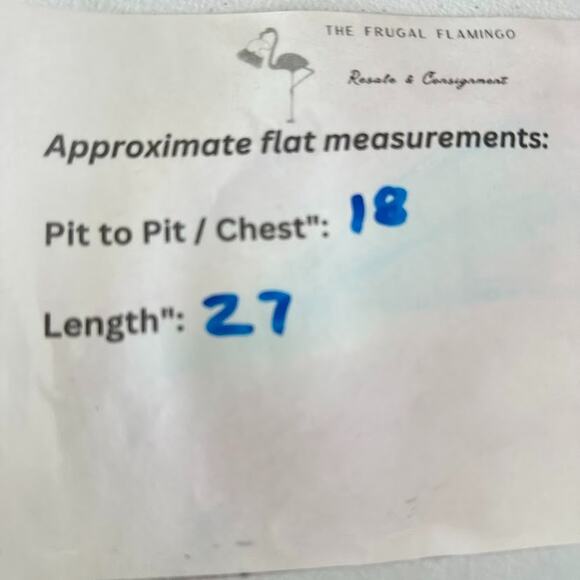 THE FRUGAL FLAMINGO
Resale & Consignment
Approximate flat measurements:
Pit to Pit / Chest": 18
Length": 27